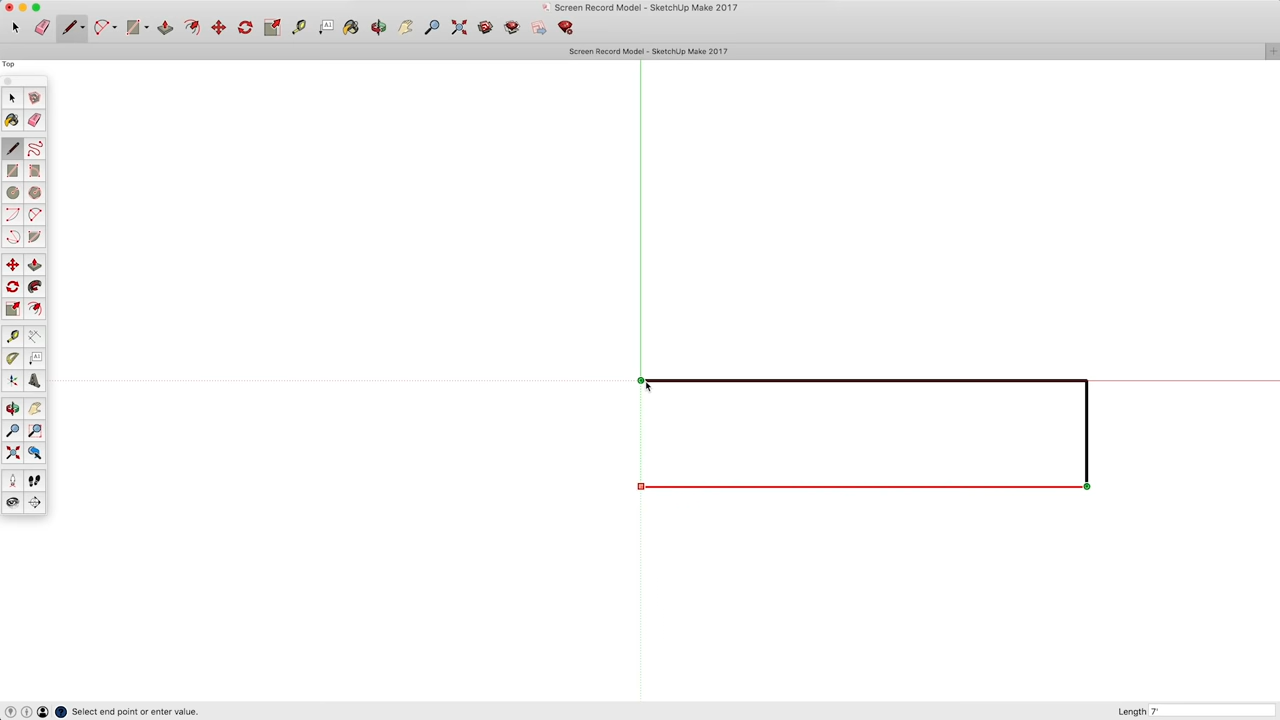 Screen Record Model - SketchUp Make 2017
Screen Record Model - SketchUp Make 2017
Top
Select end point or enter value.
Length 7'